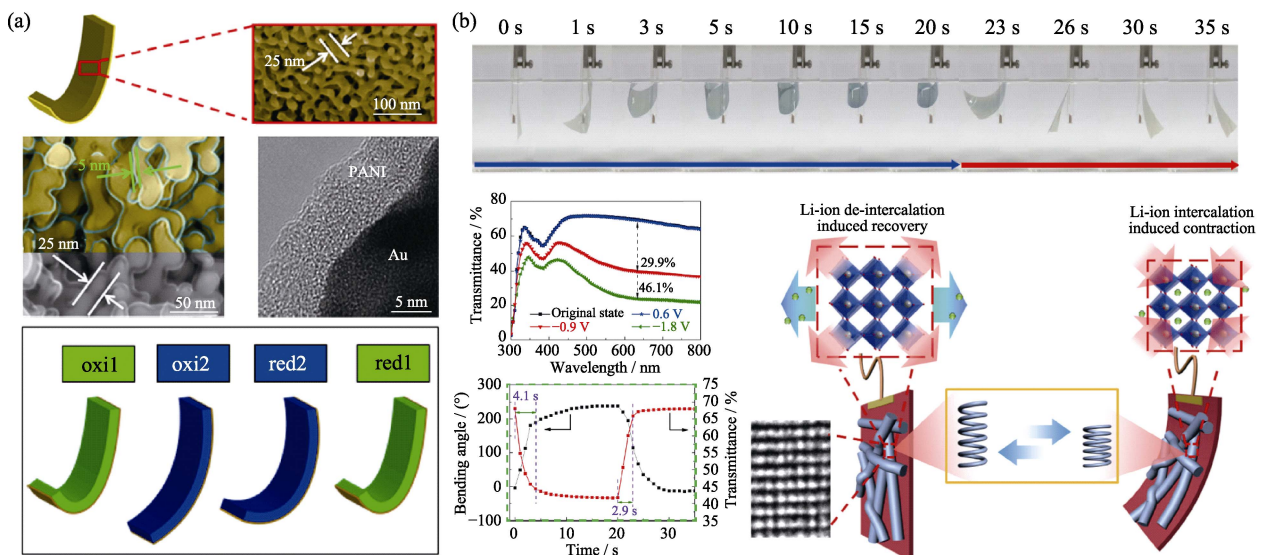 (a)
25 nm
100 nm
5 nm
25 nm
50 nm
PANI
Au
5 nm
oxi1
oxi2
red2
red1
(b)
0 s
1 s
3 s
5 s
10 s
15 s
20 s
23 s
26 s
30 s
35 s
80
60
40
20
0
Transmittance / %
29.9%
46.1%
Original state
0.6 V
−0.9 V
−1.8 V
300
400
500
600
700
800
Wavelength / nm
300
200
100
0
−100
Bending angle / (°)
4.1 s
2.9 s
75
70
65
60
55
50
45
40
35
Transmittance / %
0
10
20
30
Time / s
Li-ion de-intercalation
induced recovery
Li-ion intercalation
induced contraction